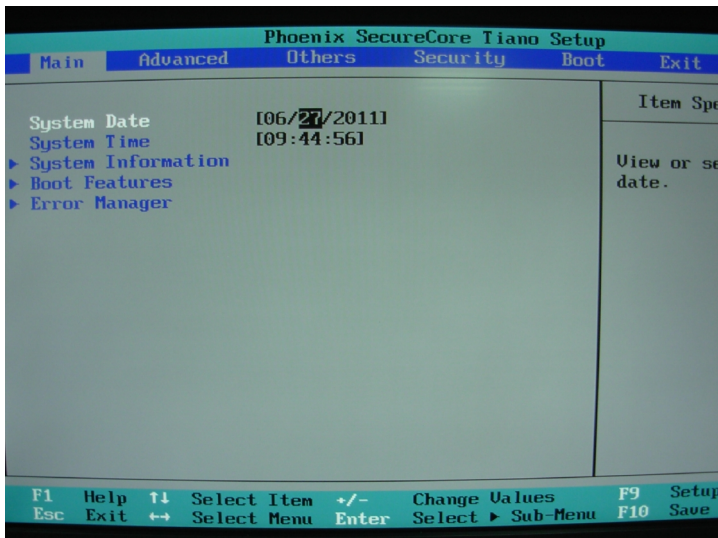 Phoenix SecureCore Tiano Setup
Main Advanced Others Security Boot Exit
Item Spe
System Date [06/27/2011]
System Time [09:44:56]
▶ System Information
▶ Boot Features
▶ Error Manager
View or se
date.
F1 Help ↑↓ Select Item +/- Change Values F9 Setup
Esc Exit ←→ Select Menu Enter Select ▶ Sub-Menu F10 Save